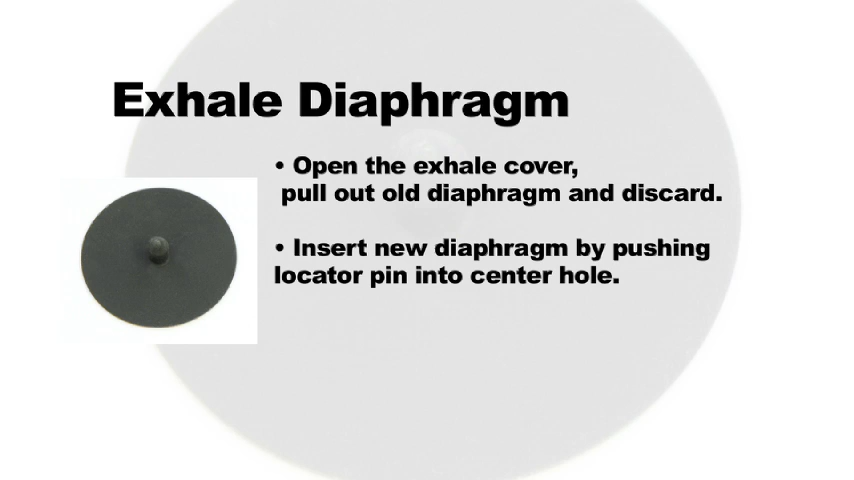 Exhale Diaphragm
• Open the exhale cover,
pull out old diaphragm and discard.
• Insert new diaphragm by pushing
locator pin into center hole.